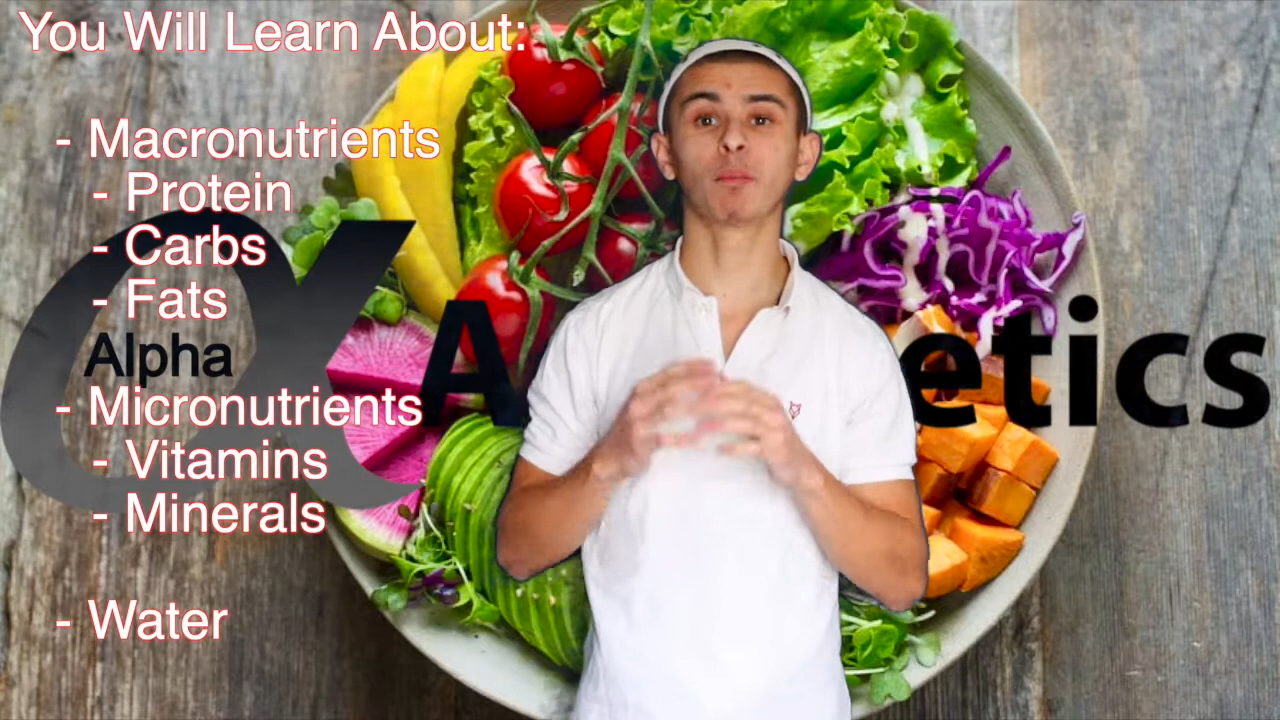 You Will Learn About:
- Macronutrients
- Protein
- Carbs
- Fats
Alpha
- Micronutrients
- Vitamins
- Minerals
- Water